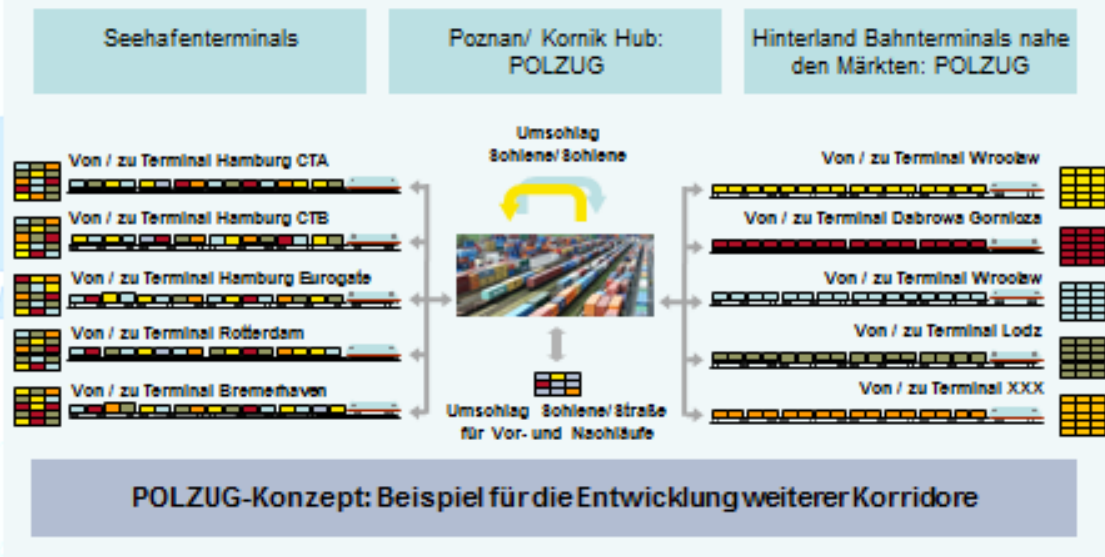 Seehafenterminals
Poznan/ Kornik Hub:
POLZUG
Hinterland Bahnterminals nahe
den Märkten: POLZUG
Von / zu Terminal Hamburg CTA
Von / zu Terminal Hamburg CTB
Von / zu Terminal Hamburg Eurogate
Von / zu Terminal Rotterdam
Von / zu Terminal Bremerhaven
Umschlag
Schiene/Schiene
Umschlag Schiene/Straße
für Vor- und Nachläufe
Von / zu Terminal Wroclaw
Von / zu Terminal Dabrowa Gornicza
Von / zu Terminal Wroclaw
Von / zu Terminal Lodz
Von / zu Terminal XXX
POLZUG-Konzept: Beispiel für die Entwicklung weiterer Korridore